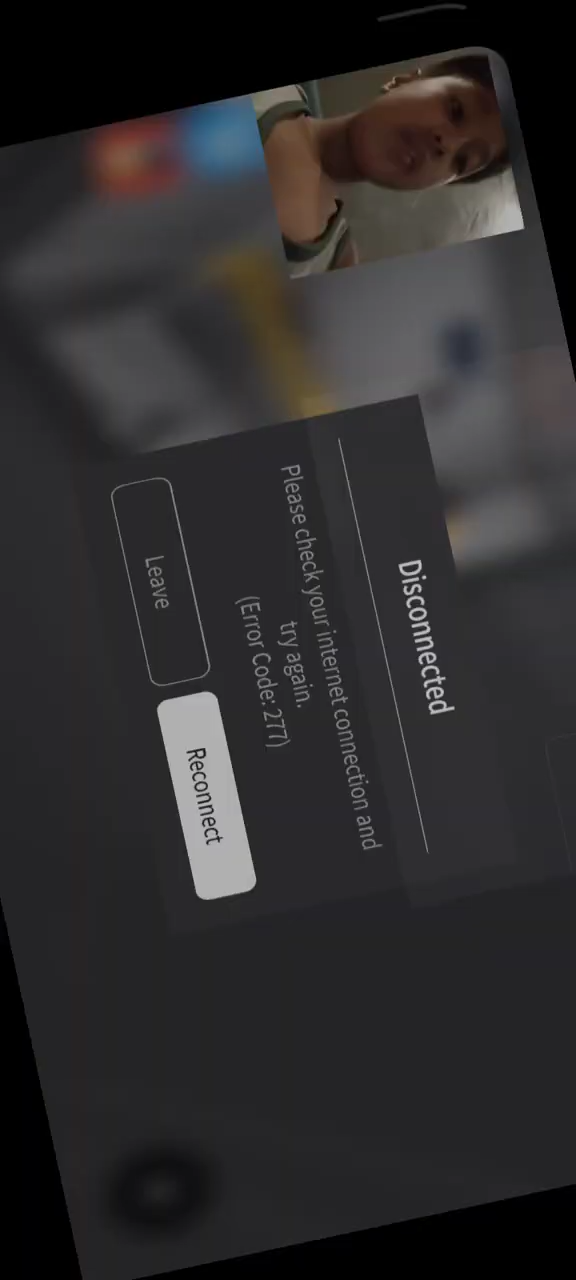 Disconnected
Please check your internet connection and
try again.
(Error Code: 277)
Leave
Reconnect